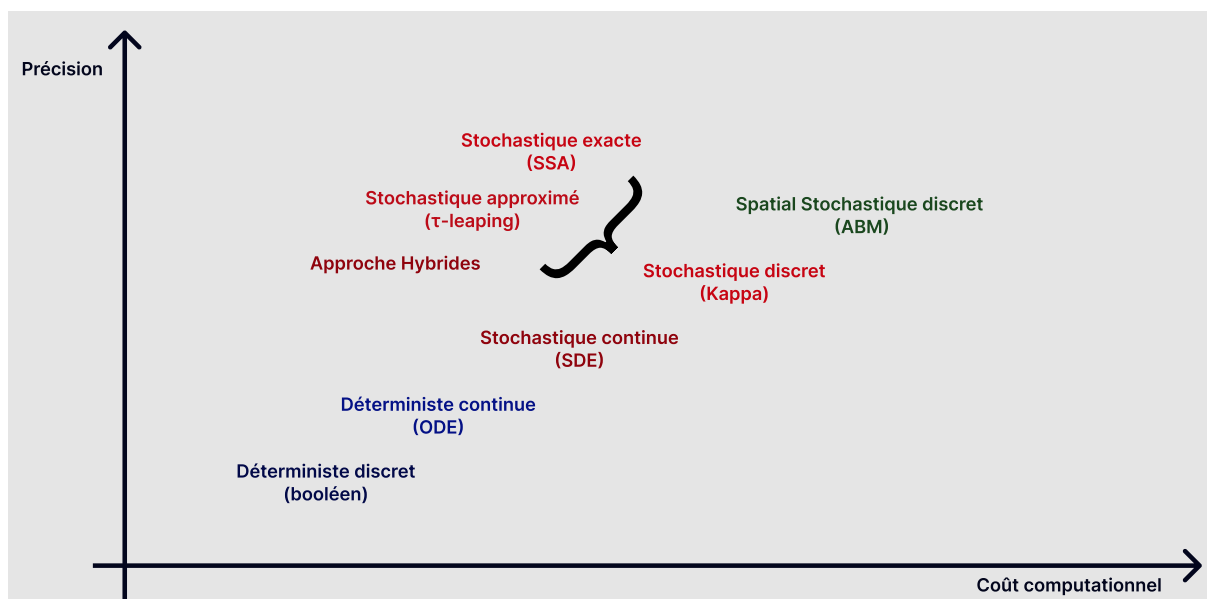 Précision
Stochastique exacte
(SSA)
Stochastique approximé
(τ-leaping)
Spatial Stochastique discret
(ABM)
Approche Hybrides
Stochastique discret
(Kappa)
Stochastique continue
(SDE)
Déterministe continue
(ODE)
Déterministe discret
(booléen)
Coût computationnel